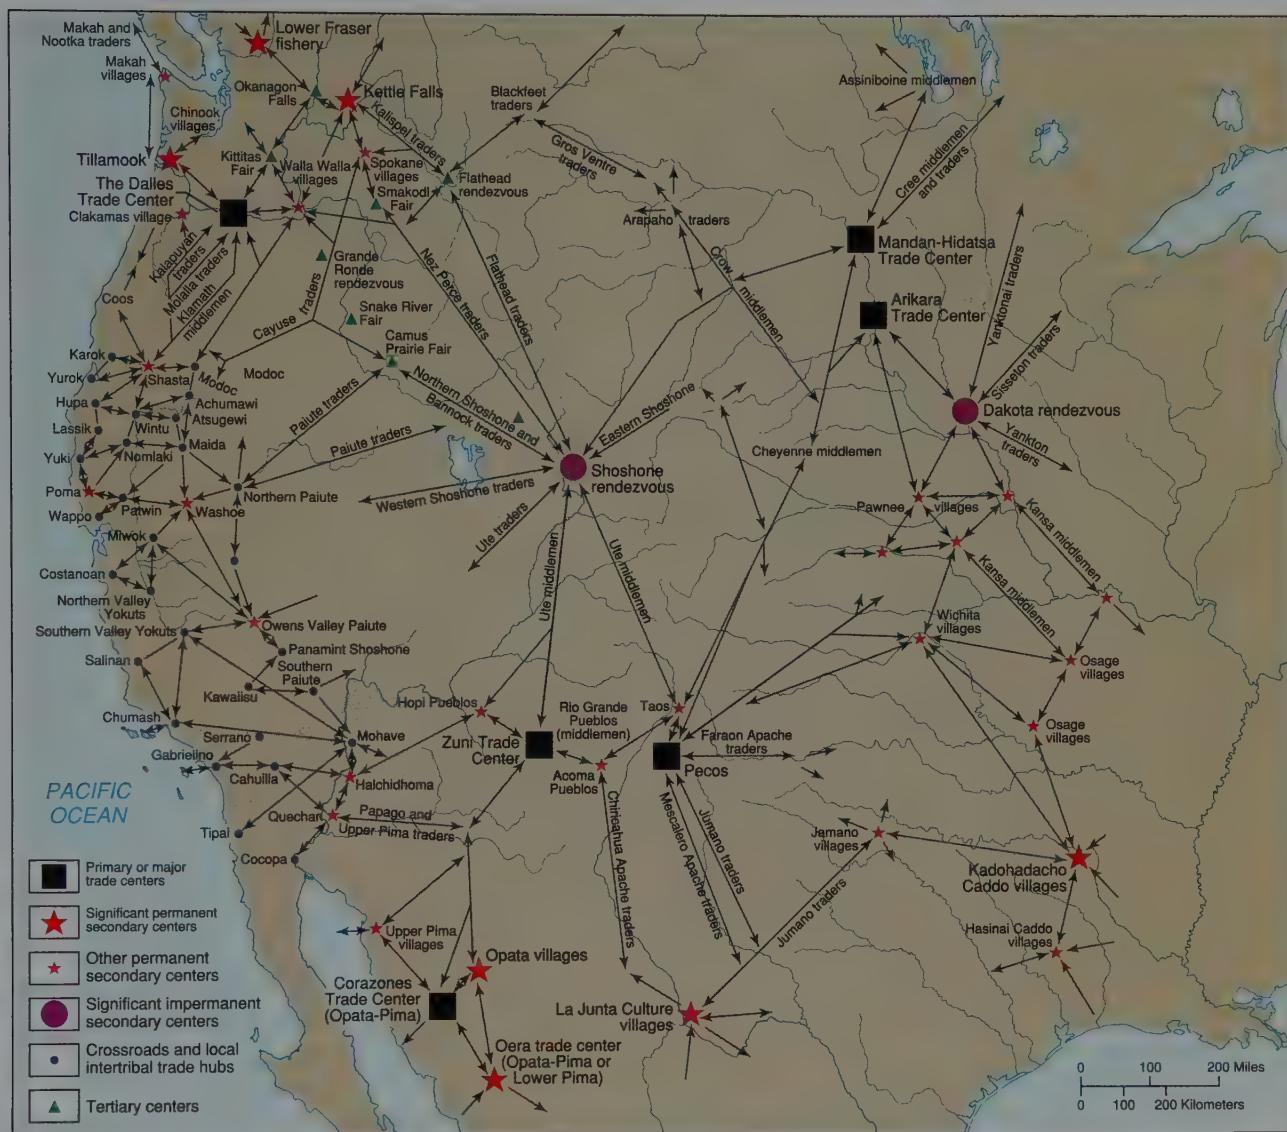 Makah and
Nootka traders
Makah
villages
Lower Fraser
fishery
Okanagon
Falls
Kettle Falls
Kalispel traders
Blackfeet
traders
Assiniboine middlemen
Chinook
villages
Tillamook
Kittitas
Fair
Walla Walla
villages
Spokane
villages
Smakodl
Fair
Flathead
rendezvous
Gros Ventre
traders
Cree middlemen
and traders
The Dalles
Trade Center
Clakamas village
Arapaho traders
Mandan-Hidatsa
Trade Center
Kalapuyan
traders
Molalla traders
Klamath
middlemen
Grande
Ronde
rendezvous
Nez Perce traders
Flathead traders
Crow
middlemen
Yanktonai traders
Arikara
Trade Center
Coos
Cayuse traders
Snake River
Fair
Camus
Prairie Fair
Sisseton traders
Karok
Yurok
Shasta
Modoc
Modoc
Hupa
Achumawi
Atsugewi
Lassik
Wintu
Yuki
Nomlaki
Maida
Paiute traders
Paiute traders
Northern Shoshone and
Bannock traders
Eastern Shoshone
Dakota rendezvous
Yankton
traders
Cheyenne middlemen
Shoshone
rendezvous
Poma
Patwin
Wappo
Washoe
Northern Paiute
Western Shoshone traders
Ute traders
Pawnee villages
Kansa middlemen
Kansa middlemen
Miwok
Costanoan
Northern Valley
Yokuts
Ute middlemen
Ute middlemen
Southern Valley Yokuts
Owens Valley Paiute
Panamint Shoshone
Salinan
Southern
Paiute
Kawaiisu
Wichita
villages
Osage
villages
Osage
villages
Chumash
Serrano
Gabrielino
Cahuilla
Mohave
Halchidhoma
Hopi Pueblos
Zuni Trade
Center
Rio Grande
Pueblos
(middlemen)
Taos
Acoma
Pueblos
Pecos
Faraon Apache
traders
PACIFIC
OCEAN
Quechan
Papago and
Upper Pima traders
Tipal
Cocopa
Chiricahua Apache traders
Mescalero Apache traders
Jumano traders
Jumano traders
Jemano
villages
Kadohadacho
Caddo villages
Hasinai Caddo
villages
Upper Pima
villages
Opata villages
Corazones
Trade Center
(Opata-Pima)
La Junta Culture
villages
Oera trade center
(Opata-Pima or
Lower Pima)
Primary or major
trade centers
Significant permanent
secondary centers
Other permanent
secondary centers
Significant impermanent
secondary centers
Crossroads and local
intertribal trade hubs
Tertiary centers
0 100 200 Miles
0 100 200 Kilometers